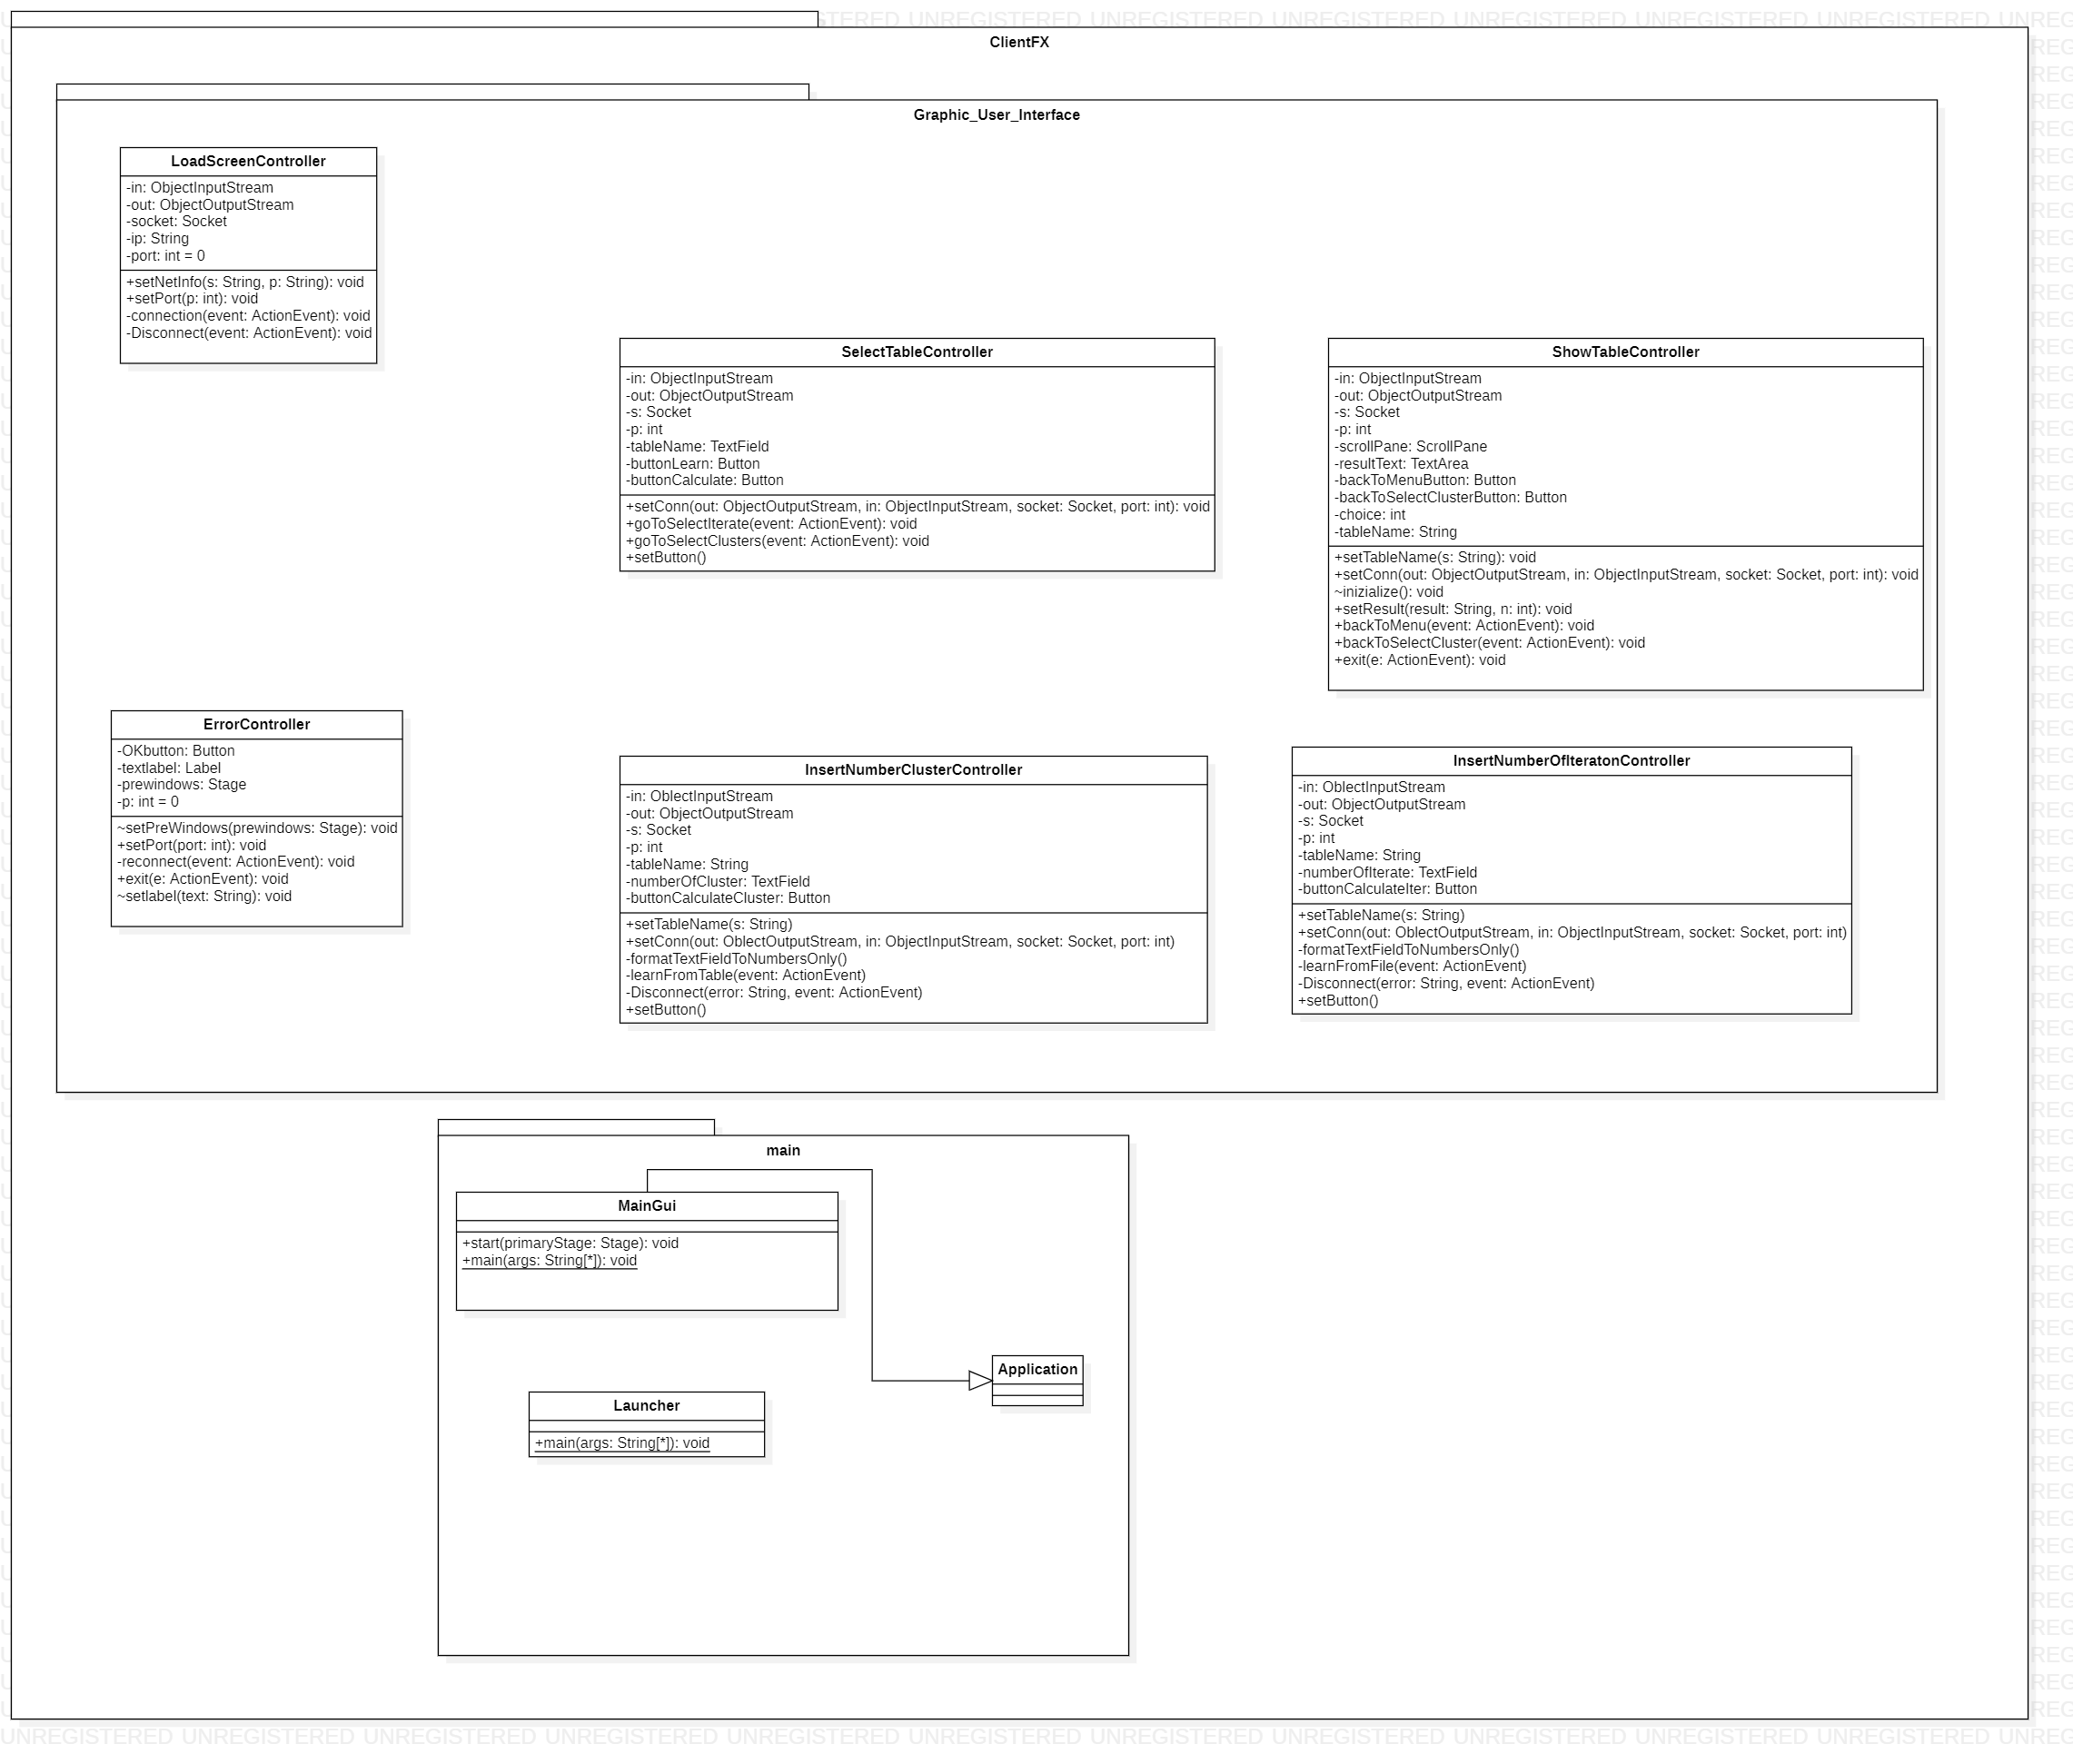 ClientFX
Graphic_User_Interface
LoadScreenController
-in: ObjectInputStream
-out: ObjectOutputStream
-socket: Socket
-ip: String
-port: int = 0
+setNetInfo(s: String, p: String): void
+setPort(p: int): void
-connection(event: ActionEvent): void
-Disconnect(event: ActionEvent): void
SelectTableController
-in: ObjectInputStream
-out: ObjectOutputStream
-s: Socket
-p: int
-tableName: TextField
-buttonLearn: Button
-buttonCalculate: Button
+setConn(out: ObjectOutputStream, in: ObjectInputStream, socket: Socket, port: int): void
+goToSelectIterate(event: ActionEvent): void
+goToSelectClusters(event: ActionEvent): void
+setButton()
ShowTableController
-in: ObjectInputStream
-out: ObjectOutputStream
-s: Socket
-p: int
-scrollPane: ScrollPane
-resultText: TextArea
-backToMenuButton: Button
-backToSelectClusterButton: Button
-choice: int
-tableName: String
+setTableName(s: String): void
+setConn(out: ObjectOutputStream, in: ObjectInputStream, socket: Socket, port: int): void
~inizialize(): void
+setResult(result: String, n: int): void
+backToMenu(event: ActionEvent): void
+backToSelectCluster(event: ActionEvent): void
+exit(e: ActionEvent): void
ErrorController
-OKbutton: Button
-textlabel: Label
-prewindows: Stage
-p: int = 0
~setPreWindows(prewindows: Stage): void
+setPort(port: int): void
-reconnect(event: ActionEvent): void
+exit(e: ActionEvent): void
~setlabel(text: String): void
InsertNumberClusterController
-in: OblectInputStream
-out: ObjectOutputStream
-s: Socket
-p: int
-tableName: String
-numberOfCluster: TextField
-buttonCalculateCluster: Button
+setTableName(s: String)
+setConn(out: OblectOutputStream, in: ObjectInputStream, socket: Socket, port: int)
-formatTextFieldToNumbersOnly()
-learnFromTable(event: ActionEvent)
-Disconnect(error: String, event: ActionEvent)
+setButton()
InsertNumberOfIteratonController
-in: OblectInputStream
-out: ObjectOutputStream
-s: Socket
-p: int
-tableName: String
-numberOfIterate: TextField
-buttonCalculateIter: Button
+setTableName(s: String)
+setConn(out: OblectOutputStream, in: ObjectInputStream, socket: Socket, port: int)
-formatTextFieldToNumbersOnly()
-learnFromFile(event: ActionEvent)
-Disconnect(error: String, event: ActionEvent)
+setButton()
main
MainGui
+start(primaryStage: Stage): void
+main(args: String[*]): void
Application
Launcher
+main(args: String[*]): void
UNREGISTERED UNREGISTERED UNREGISTERED UNREGISTERED UNREGISTERED UNREGISTERED UNREGISTERED UNREGISTERED UNREGISTERED UNREGISTERED UNREGISTERED